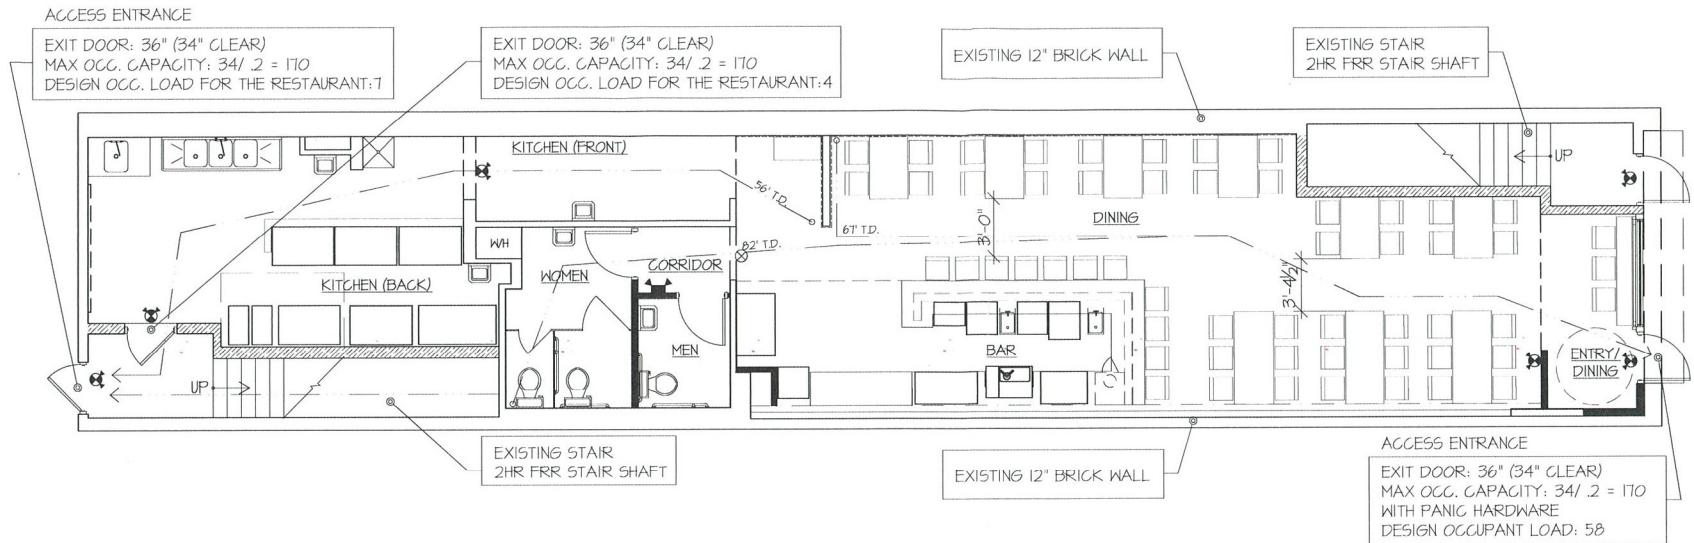 ACCESS ENTRANCE
EXIT DOOR: 36" (34" CLEAR)
MAX OCC. CAPACITY: 34/ .2 = 170
DESIGN OCC. LOAD FOR THE RESTAURANT:7
EXIT DOOR: 36" (34" CLEAR)
MAX OCC. CAPACITY: 34/ .2 = 170
DESIGN OCC. LOAD FOR THE RESTAURANT:4
EXISTING 12" BRICK WALL
EXISTING STAIR
2HR FRR STAIR SHAFT
KITCHEN (FRONT)
UP
56' T.D.
DINING
3'-0"
67' T.D.
82' T.D.
W/H
WOMEN
CORRIDOR
KITCHEN (BACK)
3'-4½"
MEN
BAR
ENTRY/
DINING
UP
EXISTING STAIR
2HR FRR STAIR SHAFT
EXISTING 12" BRICK WALL
ACCESS ENTRANCE
EXIT DOOR: 36" (34" CLEAR)
MAX OCC. CAPACITY: 34/ .2 = 170
WITH PANIC HARDWARE
DESIGN OCCUPANT LOAD: 58